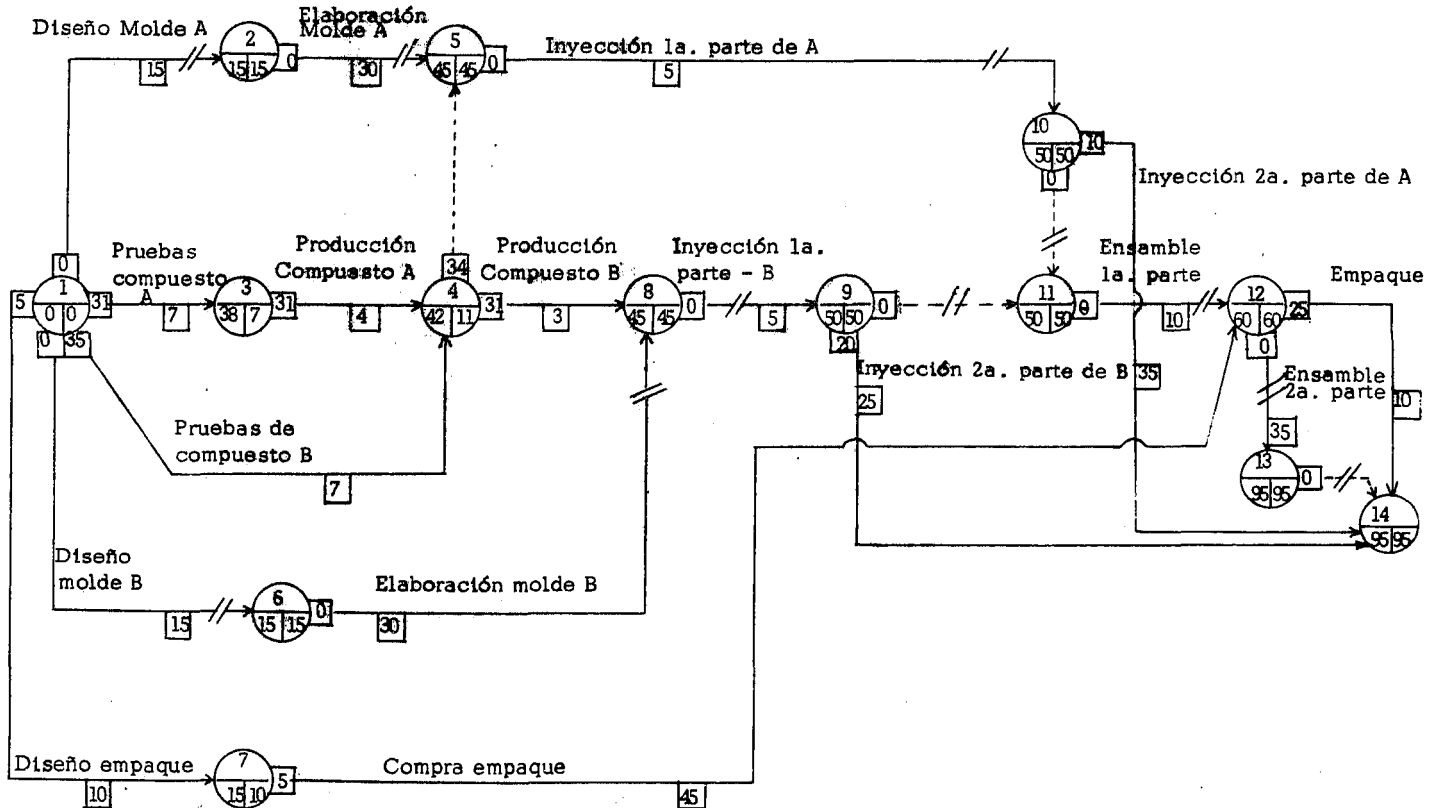 Diseño Molde A
15
2
15 15
0
Elaboración
Molde A
30
5
45 45
0
Inyección 1a. parte de A
5
10
50 50
10
0
Inyección 2a. parte de A
35
0
1
0 0
5
31
0 35
Pruebas
compuesto
A
7
3
38 7
31
Producción
Compuesto A
4
34
4
42 11
31
Producción
Compuesto B
3
8
45 45
0
Inyección 1a.
parte - B
5
9
50 50
0
20
11
50 50
0
Ensamble
1a. parte
10
12
60 60
25
0
Empaque
10
Inyección 2a. parte de B
25
Ensamble
2a. parte
35
13
95 95
0
14
95 95
Pruebas de
compuesto B
7
Diseño
molde B
15
6
15 15
0
Elaboración molde B
30
Diseño empaque
10
7
15 10
5
Compra empaque
45